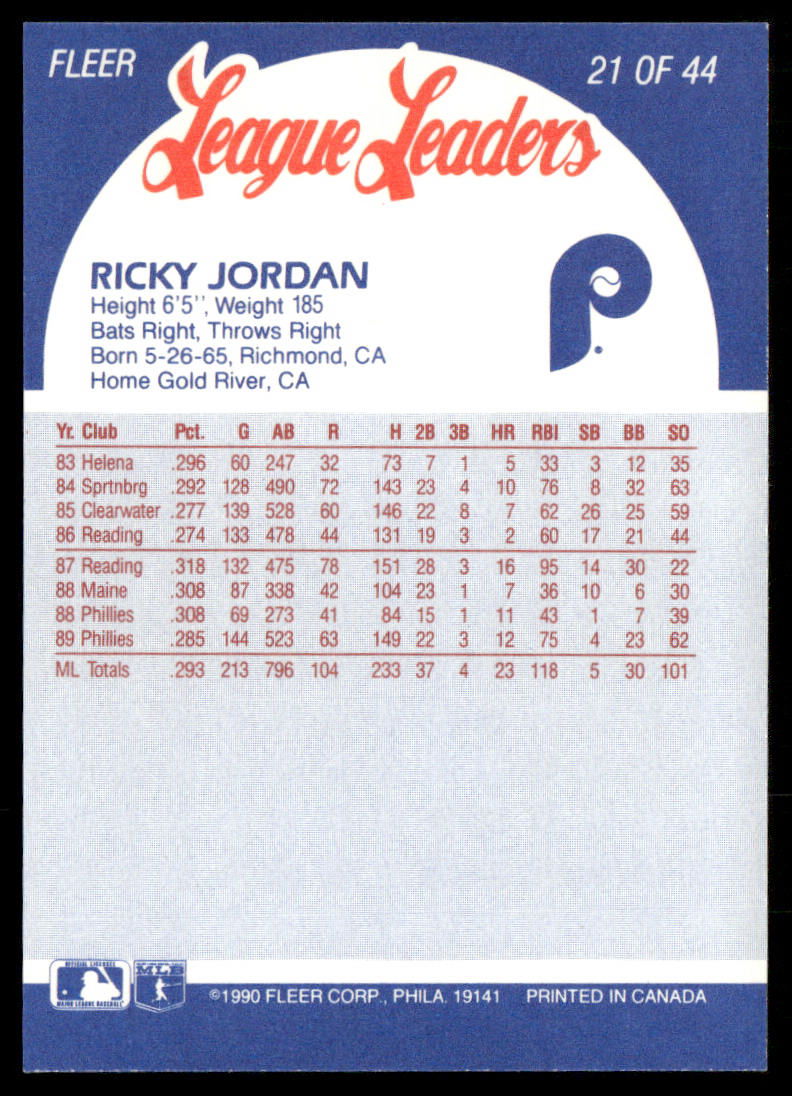 FLEER
21 OF 44
League Leaders
RICKY JORDAN
Height 6'5'', Weight 185
Bats Right, Throws Right
Born 5-26-65, Richmond, CA
Home Gold River, CA
P
Yr. Club Pct. G AB R H 2B 3B HR RBI SB BB SO
83 Helena .296 60 247 32 73 7 1 5 33 3 12 35
84 Sprtnbrg .292 128 490 72 143 23 4 10 76 8 32 63
85 Clearwater .277 139 528 60 146 22 8 7 62 26 25 59
86 Reading .274 133 478 44 131 19 3 2 60 17 21 44
87 Reading .318 132 475 78 151 28 3 16 95 14 30 22
88 Maine .308 87 338 42 104 23 1 7 36 10 6 30
88 Phillies .308 69 273 41 84 15 1 11 43 1 7 39
89 Phillies .285 144 523 63 149 22 3 12 75 4 23 62
ML Totals .293 213 796 104 233 37 4 23 118 5 30 101
OFFICIAL LICENSEE
MAJOR LEAGUE BASEBALL
MLB
©1990 FLEER CORP., PHILA. 19141 PRINTED IN CANADA